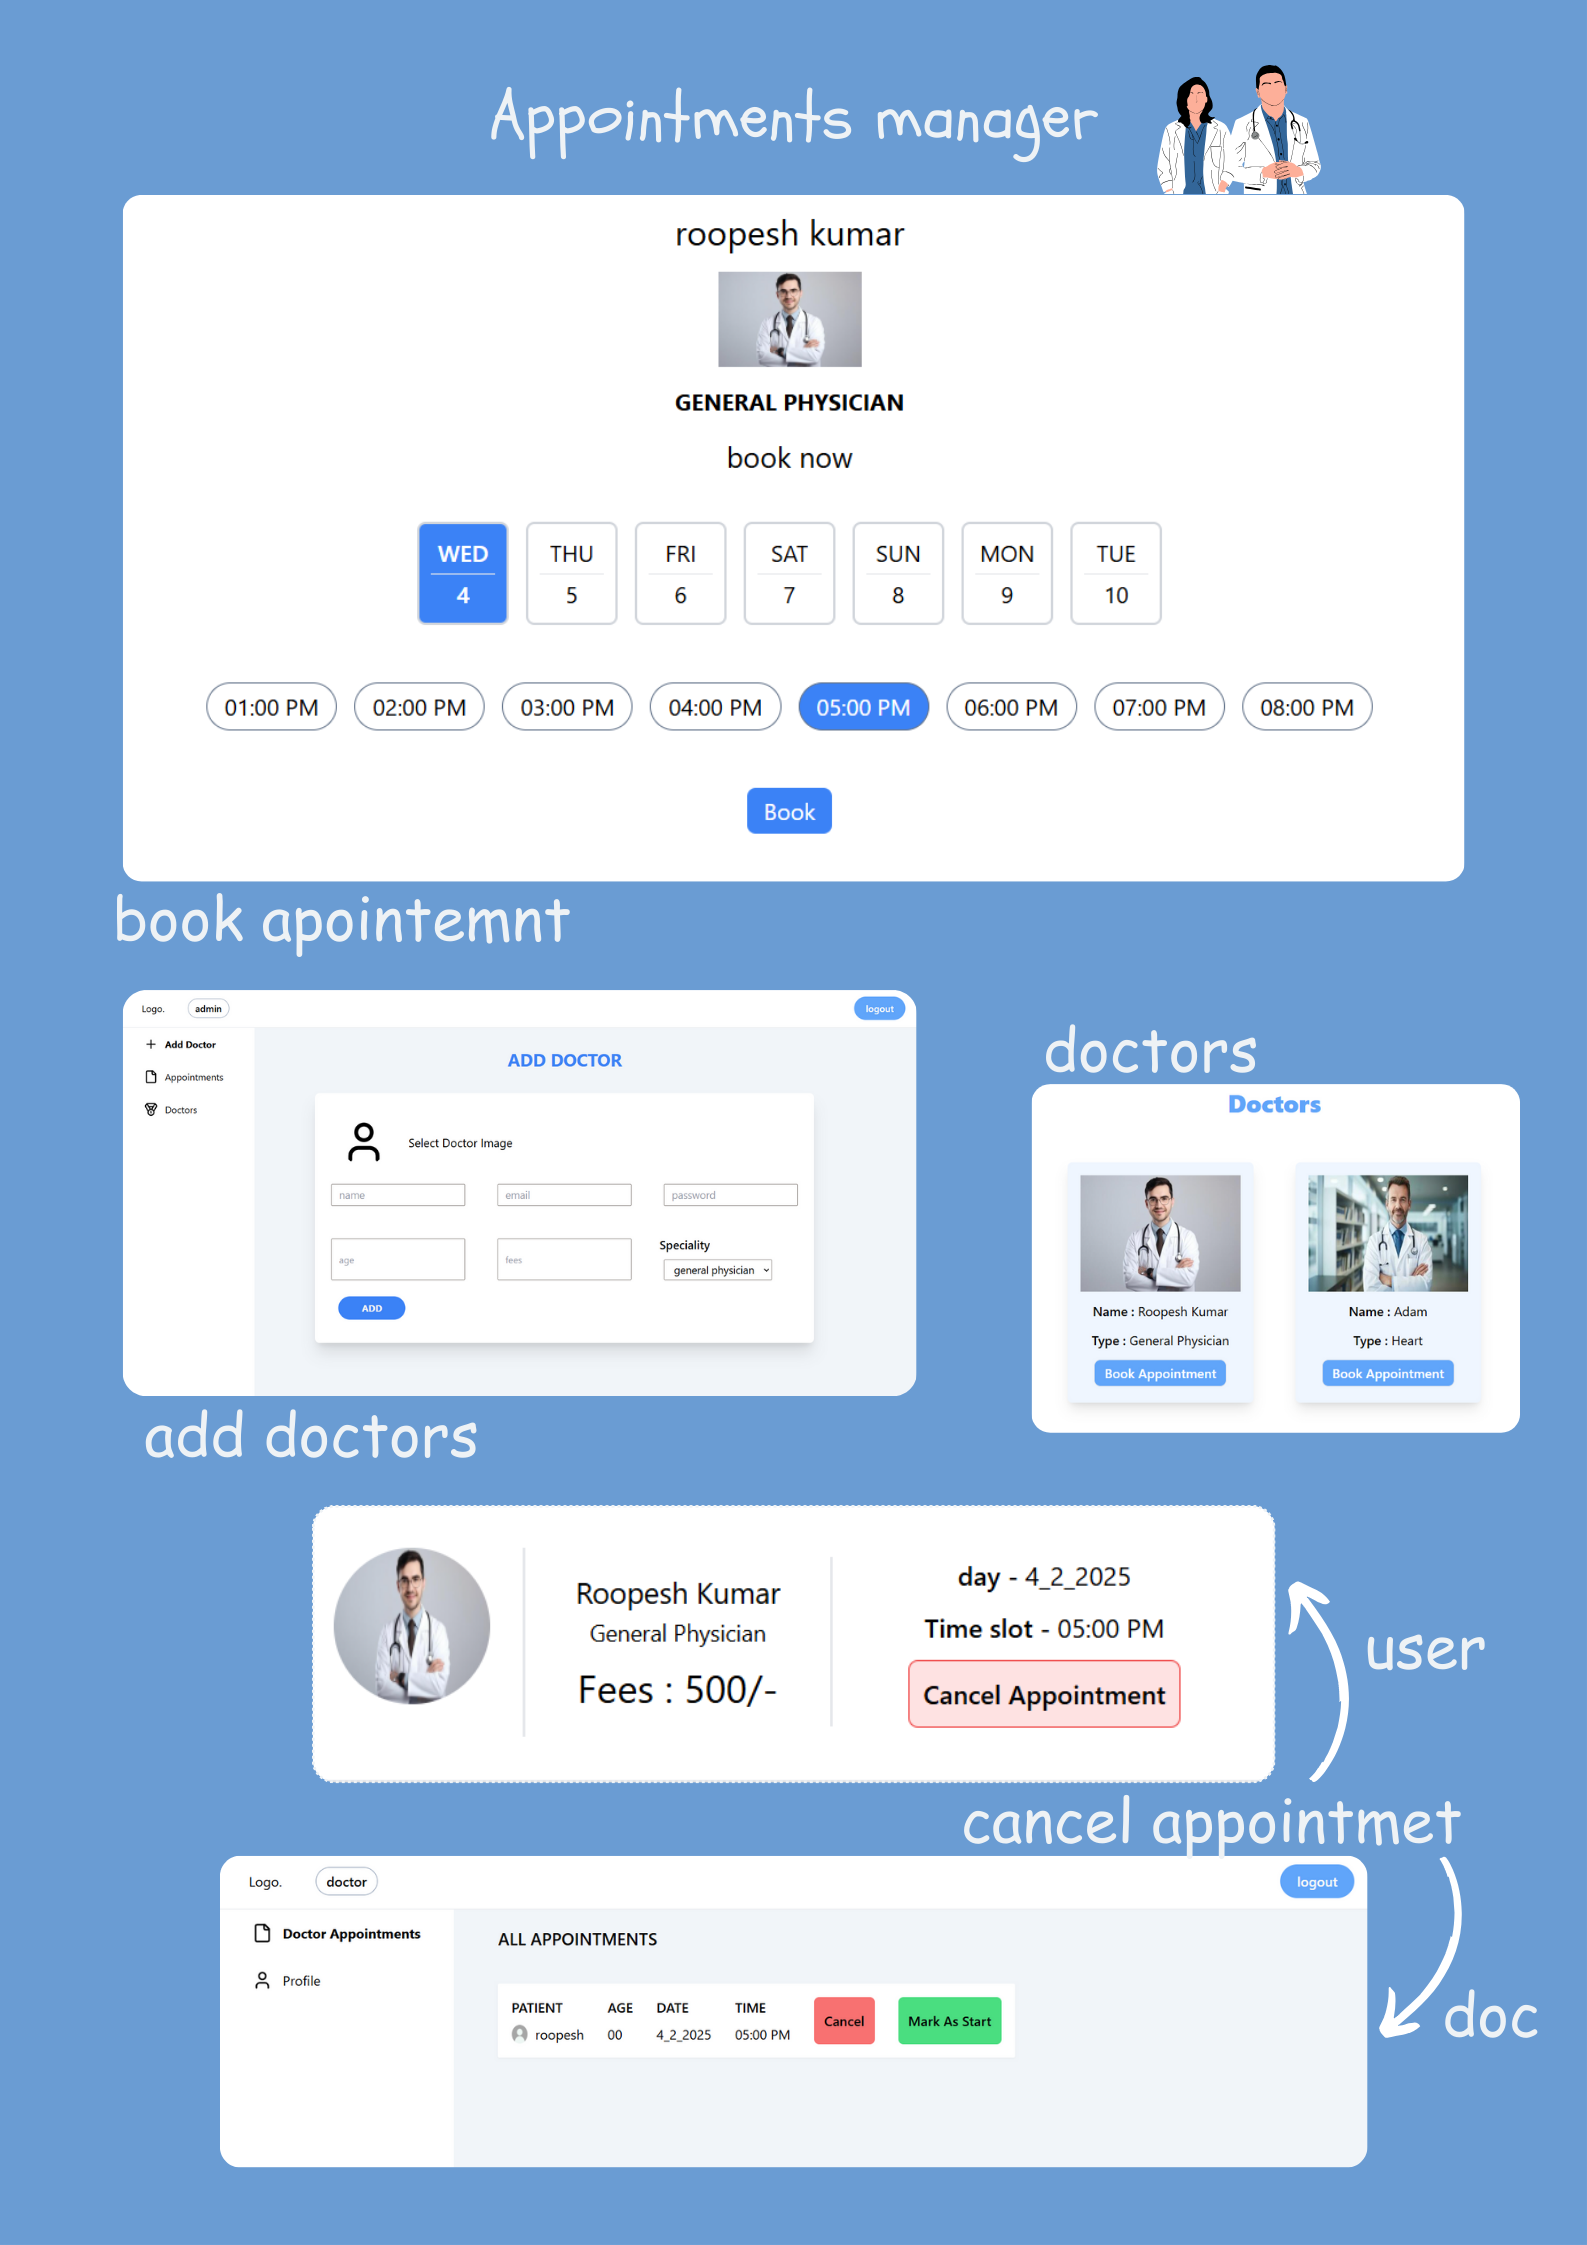 Appointments manager
roopesh kumar
GENERAL PHYSICIAN
book now
WED THU FRI SAT SUN MON TUE
4 5 6 7 8 9 10
01:00 PM 02:00 PM 03:00 PM 04:00 PM 05:00 PM 06:00 PM 07:00 PM 08:00 PM
Book
book apointemnt
Logo. admin logout
Add Doctor
Appointments
Doctors
ADD DOCTOR
Select Doctor Image
name email password
age fees Speciality
general physician
ADD
add doctors
doctors
Doctors
Name : Roopesh Kumar
Type : General Physician
Book Appointment
Name : Adam
Type : Heart
Book Appointment
Roopesh Kumar
General Physician
Fees : 500/-
day - 4_2_2025
Time slot - 05:00 PM
Cancel Appointment
user
cancel appointmet
Logo. doctor logout
Doctor Appointments
Profile
ALL APPOINTMENTS
PATIENT AGE DATE TIME
roopesh 00 4_2_2025 05:00 PM
Cancel Mark As Start
doc